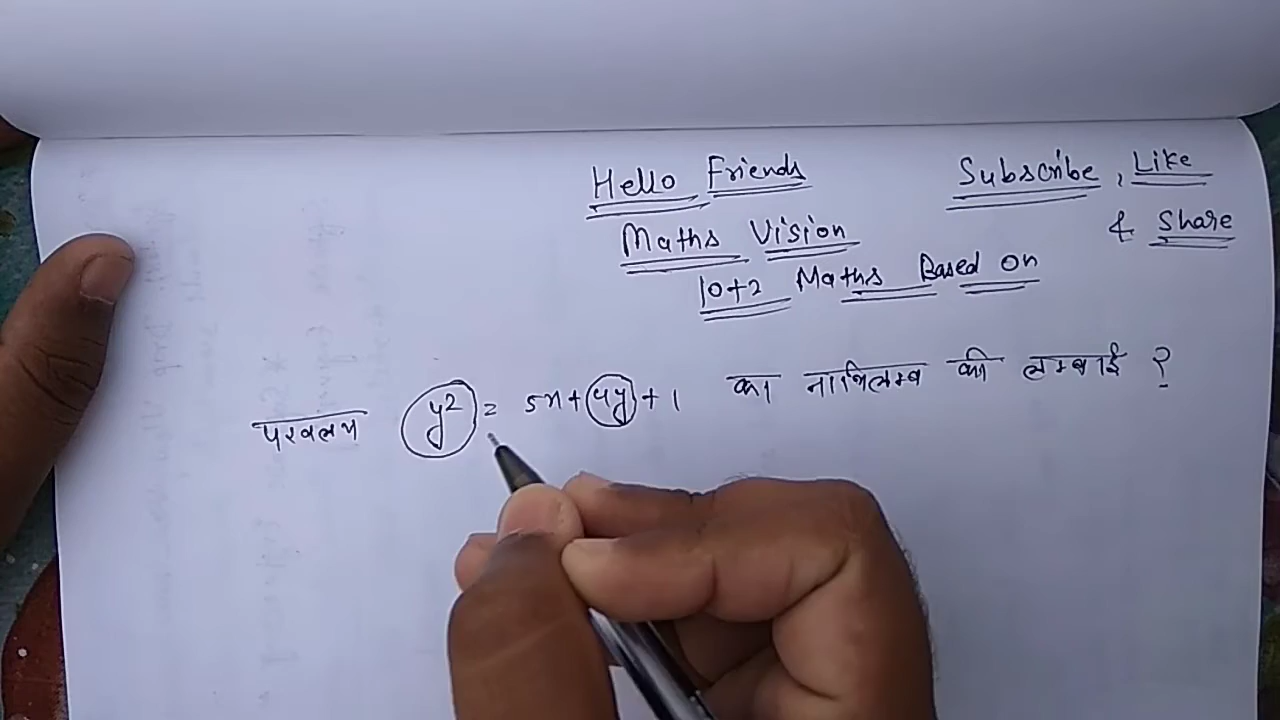 Hello Friends
Subscribe, Like
& Share
Maths Vision
10+2 Maths Based on
परवलय y² = 5x + 4y + 1 का नाभिलम्ब की लम्बाई ?